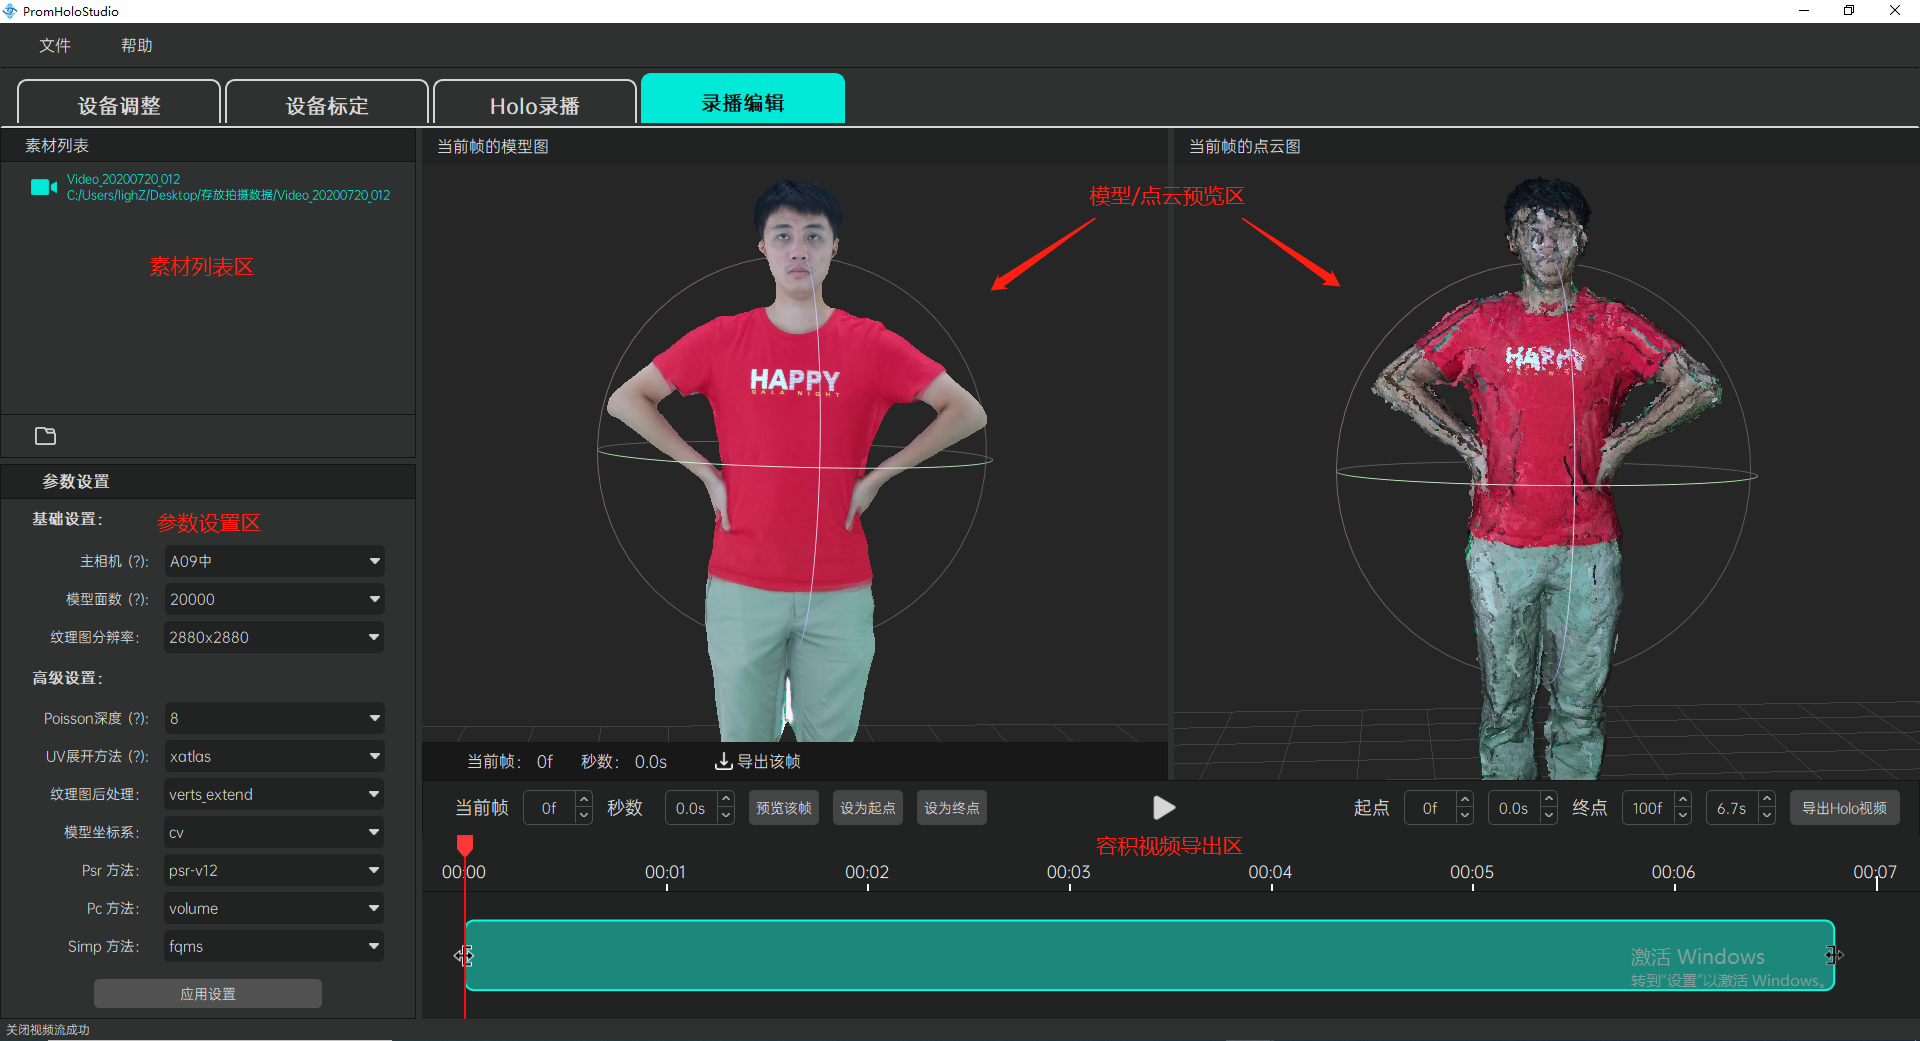 PromHoloStudio
文件
帮助
设备调整
设备标定
Holo录播
录播编辑
素材列表
Video_20200720_012
C:/Users/lighZ/Desktop/存放拍摄数据/Video_20200720_012
素材列表区
参数设置
基础设置：
参数设置区
主相机 (?):
A09中
模型面数 (?):
20000
纹理图分辨率：
2880x2880
高级设置：
Poisson深度 (?):
8
UV展开方法 (?):
xatlas
纹理图后处理：
verts_extend
模型坐标系：
cv
Psr 方法：
psr-v12
Pc 方法：
volume
Simp 方法：
fqms
应用设置
当前帧的模型图
当前帧的点云图
模型/点云预览区
HAPPY
GALA NIGHT
HAPPY
当前帧： 0f 秒数： 0.0s 导出该帧
当前帧 0f 秒数 0.0s 预览该帧 设为起点 设为终点
起点 0f 0.0s 终点 100f 6.7s 导出Holo视频
容积视频导出区
00:00 00:01 00:02 00:03 00:04 00:05 00:06 00:07
激活 Windows
转到“设置”以激活 Windows。
关闭视频流成功